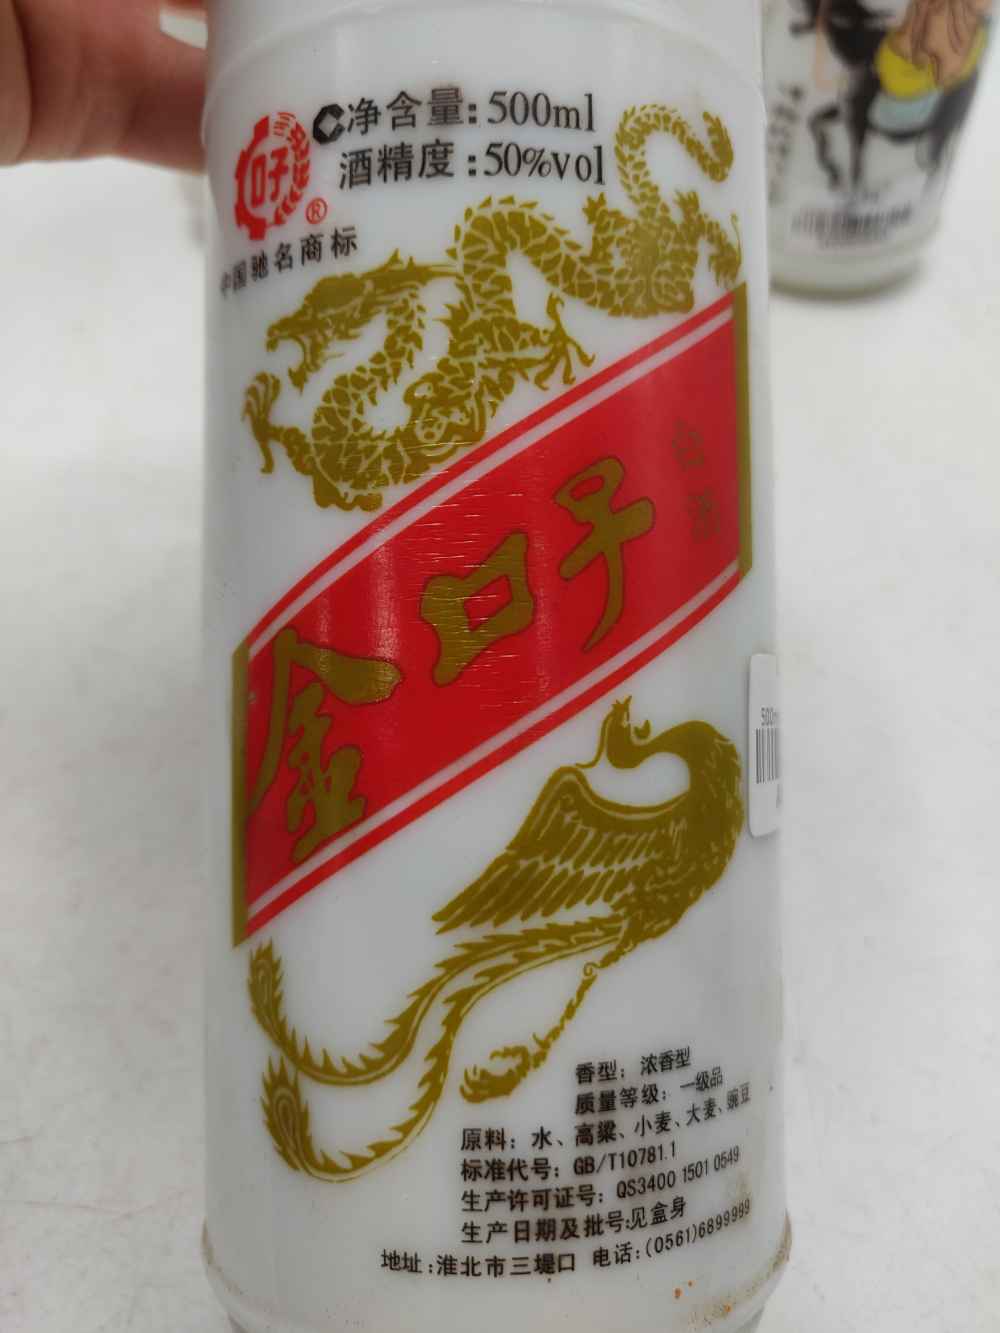 净含量:500ml
酒精度:50%vol
口子
®
中国驰名商标
金口子
白酒
500m
香型：浓香型
质量等级：一级品
原料：水、高粱、小麦、大麦、豌豆
标准代号：GB/T10781.1
生产许可证号：QS3400 1501 0549
生产日期及批号:见盒身
地址:淮北市三堤口 电话:(0561)6899999